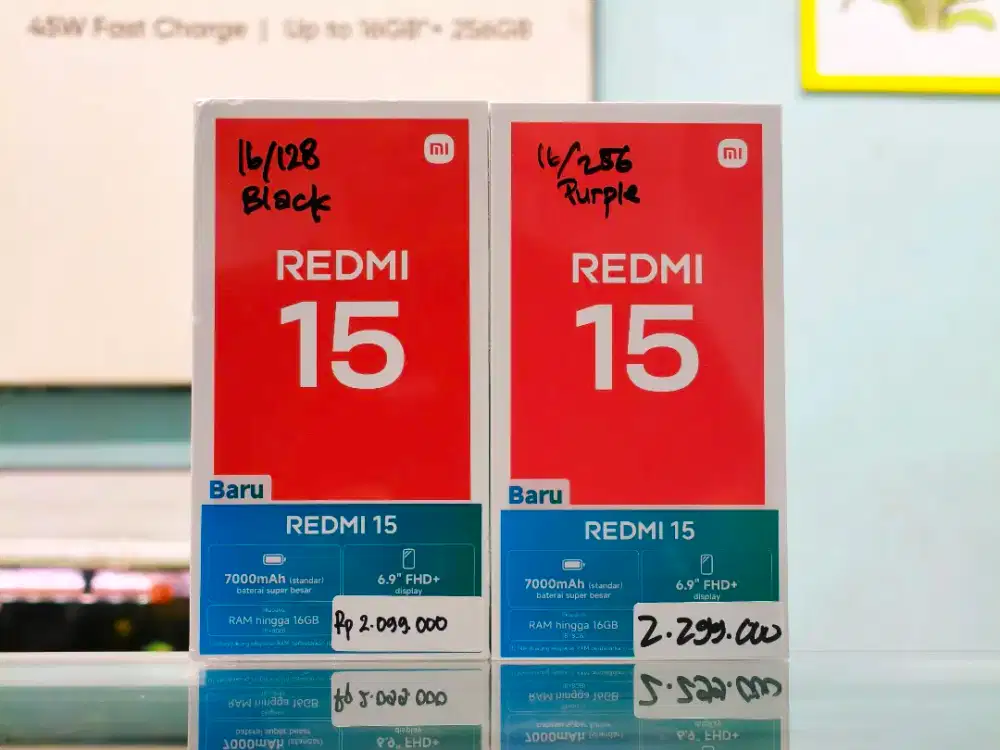 45W Fast Charge | Up to 16GB*+ 256GB
16/128
Black
mi
REDMI
15
Baru
REDMI 15
7000mAh (standar)
baterai super besar
6.9" FHD+
display
RAM hingga 16GB
Rp 2.099.000
16/256
Purple
mi
REDMI
15
Baru
REDMI 15
7000mAh (standar)
baterai super besar
6.9" FHD+
display
RAM hingga 16GB
2.299.000